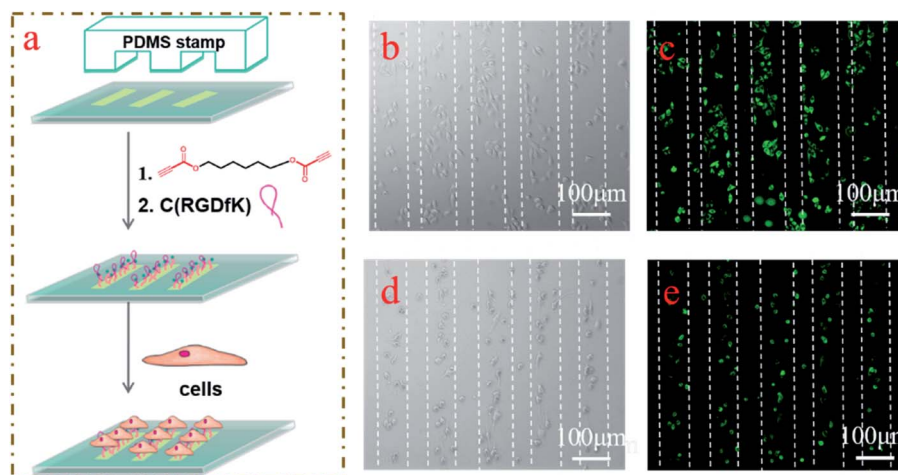 a
PDMS stamp
1.
O
O
O
O
2. C(RGDfK)
cells
b
100μm
c
100μm
d
100μm
e
100μm